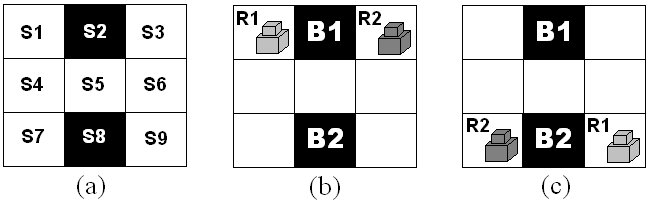 S1 S2 S3
S4 S5 S6
S7 S8 S9
(a)
R1 B1 R2
B2
(b)
B1
R2 B2 R1
(c)